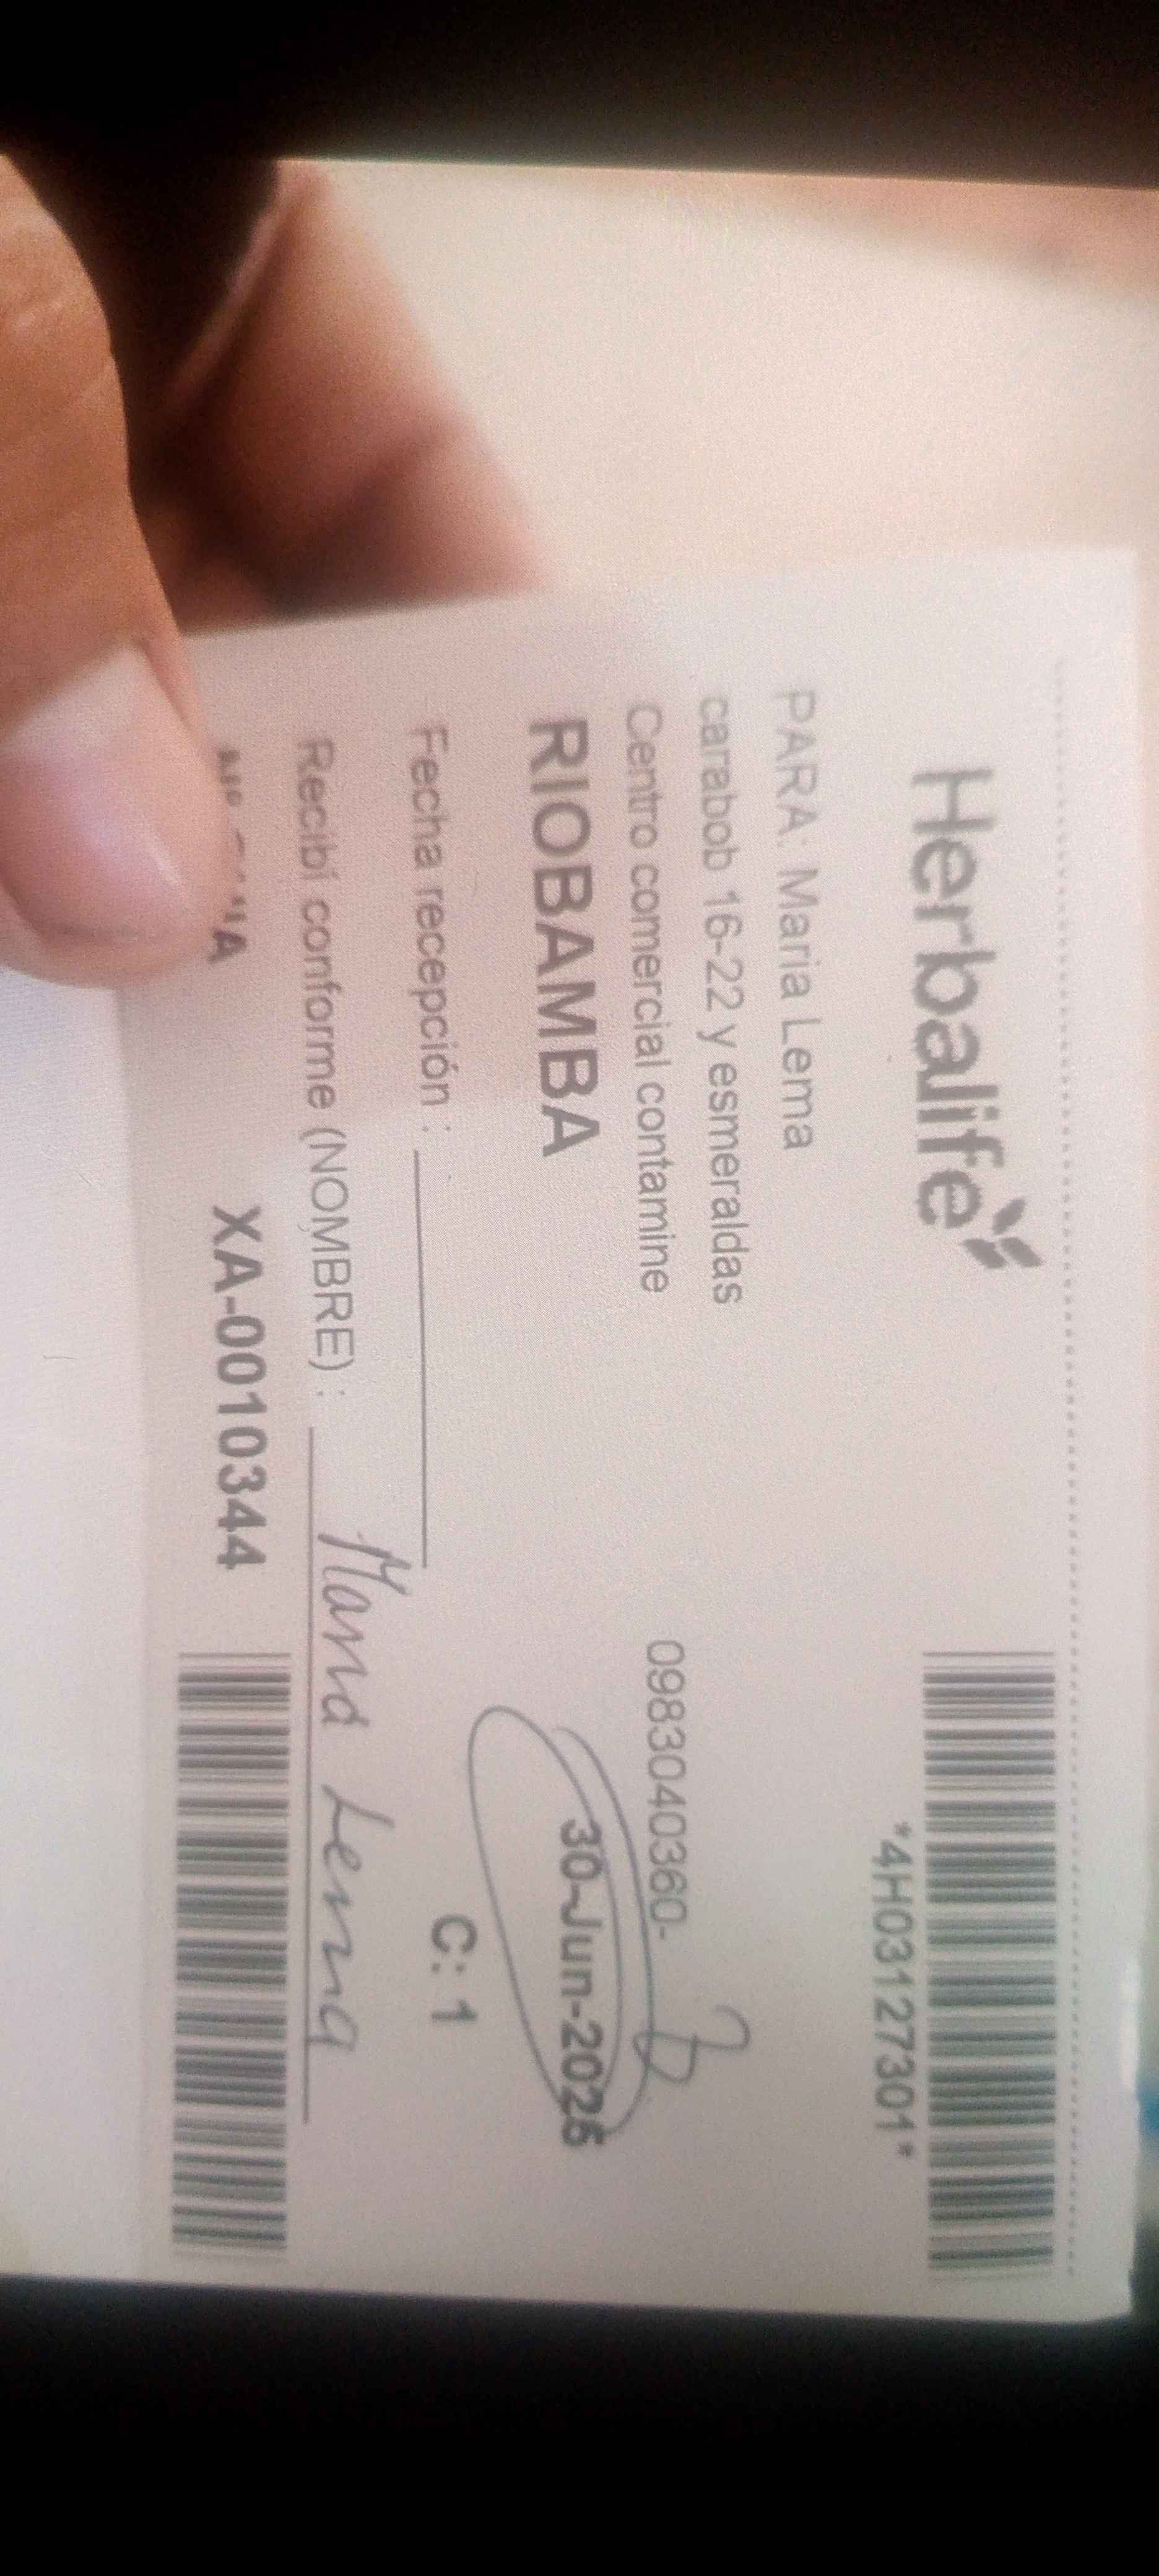 Herbalife
*4H03127301*
PARA: Maria Lema
carabob 16-22 y esmeraldas
Centro comercial contamine
0983040360-
RIOBAMBA
30-Jun-2025
Fecha recepción :
C: 1
Recibí conforme (NOMBRE) : Maria Lema
XA-0010344